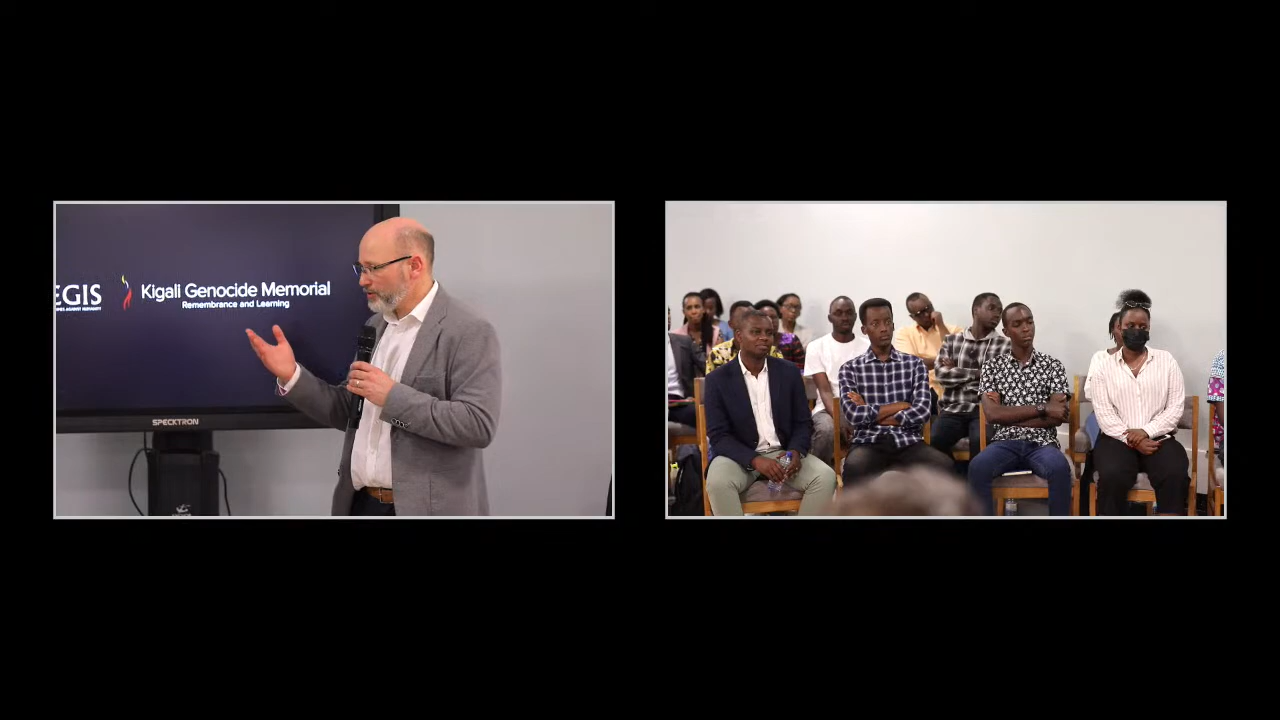 EGIS
Kigali Genocide Memorial
Remembrance and Learning
SPECKTRON